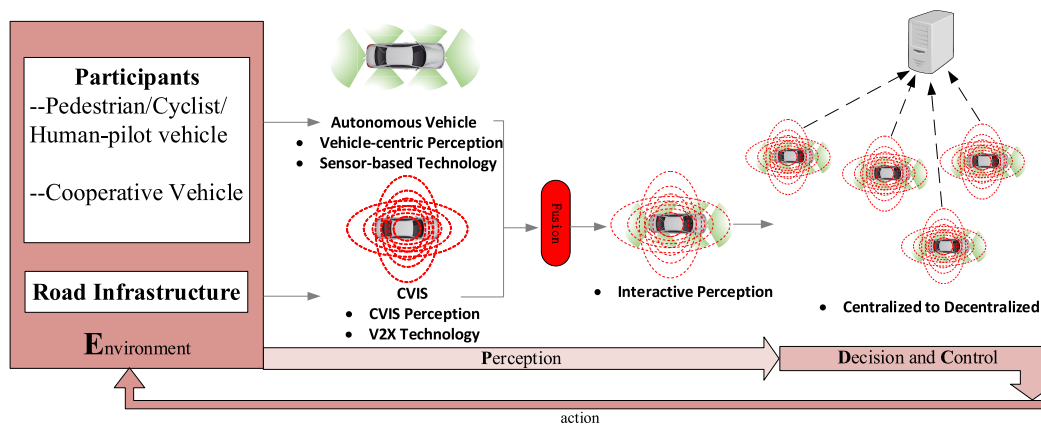 Participants
--Pedestrian/Cyclist/
Human-pilot vehicle
--Cooperative Vehicle
Road Infrastructure
Environment
Autonomous Vehicle
• Vehicle-centric Perception
• Sensor-based Technology
CVIS
• CVIS Perception
• V2X Technology
Fusion
• Interactive Perception
• Centralized to Decentralized
Perception
Decision and Control
action